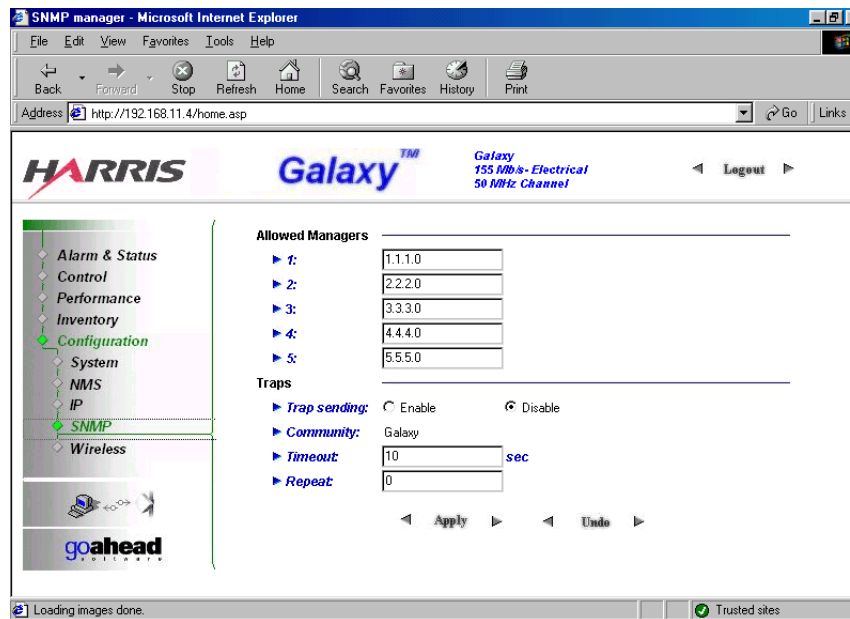 SNMP manager - Microsoft Internet Explorer
File Edit View Favorites Tools Help
Back Forward Stop Refresh Home Search Favorites History Print
Address http://192.168.11.4/home.asp Go Links
HARRIS
Galaxy™
Galaxy
155 Mb/s- Electrical
50 MHz Channel
Logout
Alarm & Status
Control
Performance
Inventory
Configuration
System
NMS
IP
SNMP
Wireless
goahead
software
Allowed Managers
1: 1.1.1.0
2: 2.2.2.0
3: 3.3.3.0
4: 4.4.4.0
5: 5.5.5.0
Traps
Trap sending: Enable Disable
Community: Galaxy
Timeout: 10 sec
Repeat: 0
Apply Undo
Loading images done. Trusted sites